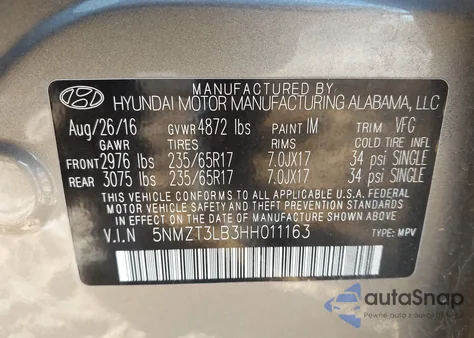 MANUFACTURED BY
HYUNDAI MOTOR MANUFACTURING ALABAMA, LLC
Aug/26/16 GVWR 4872 lbs PAINT IM TRIM VFG
GAWR TIRES RIMS COLD TIRE INFL
FRONT 2976 lbs 235/65R17 7.0JX17 34 psi SINGLE
REAR 3075 lbs 235/65R17 7.0JX17 34 psi SINGLE
THIS VEHICLE CONFORMS TO ALL APPLICABLE U.S.A. FEDERAL
MOTOR VEHICLE SAFETY AND THEFT PREVENTION STANDARDS
IN EFFECT ON THE DATE OF MANUFACTURE SHOWN ABOVE
V.I.N 5NMZT3LB3HH011163 TYPE: MPV
autoSnap
Pewne auto z USA